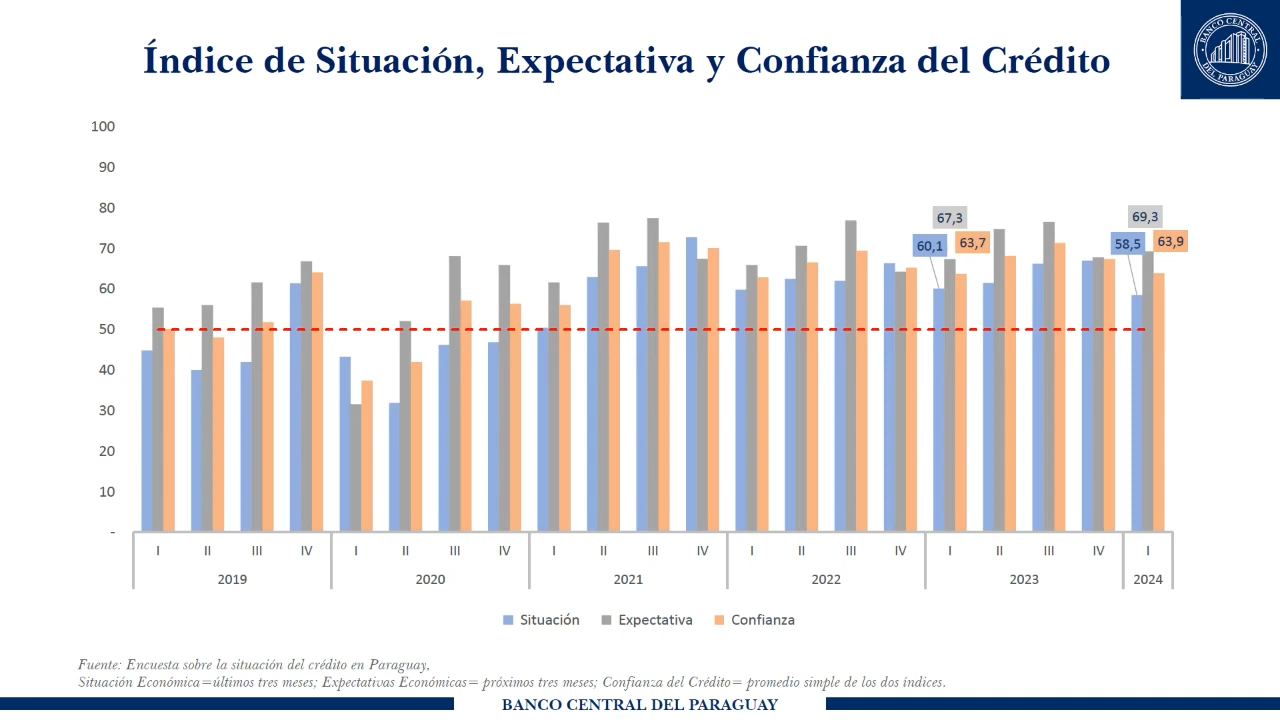 Índice de Situación, Expectativa y Confianza del Crédito
BANCO CENTRAL
DEL PARAGUAY
100
90
80
70
60
50
40
30
20
10
-
67,3
60,1
63,7
69,3
58,5
63,9
I II III IV I II III IV I II III IV I II III IV I II III IV I
2019 2020 2021 2022 2023 2024
Situación Expectativa Confianza
Fuente: Encuesta sobre la situación del crédito en Paraguay,
Situación Económica=últimos tres meses; Expectativas Económicas= próximos tres meses; Confianza del Crédito= promedio simple de los dos índices.
BANCO CENTRAL DEL PARAGUAY